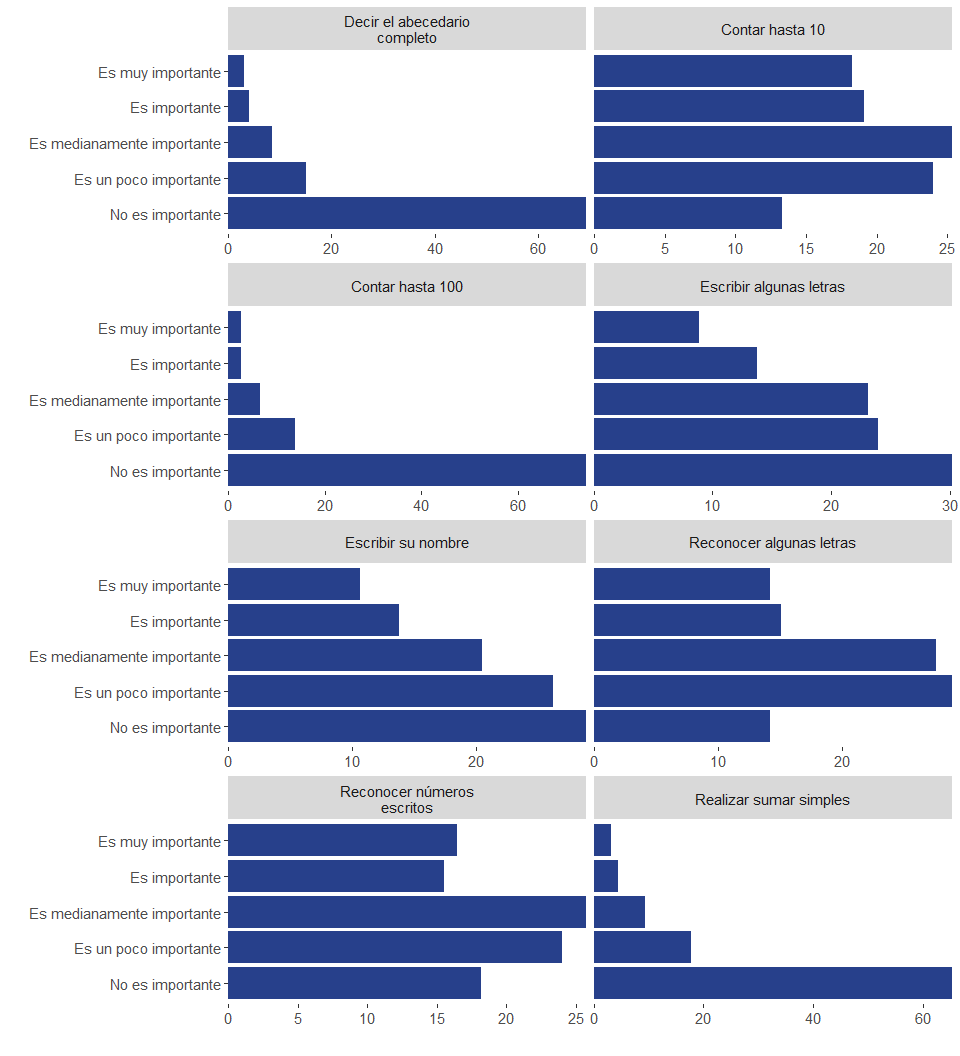 Decir el abecedario
completo
Contar hasta 10
Es muy importante
Es importante
Es medianamente importante
Es un poco importante
No es importante
0 20 40 60
0 5 10 15 20 25
Contar hasta 100
Escribir algunas letras
Es muy importante
Es importante
Es medianamente importante
Es un poco importante
No es importante
0 20 40 60
0 10 20 30
Escribir su nombre
Reconocer algunas letras
Es muy importante
Es importante
Es medianamente importante
Es un poco importante
No es importante
0 10 20
0 10 20
Reconocer números
escritos
Realizar sumar simples
Es muy importante
Es importante
Es medianamente importante
Es un poco importante
No es importante
0 5 10 15 20 25
0 20 40 60